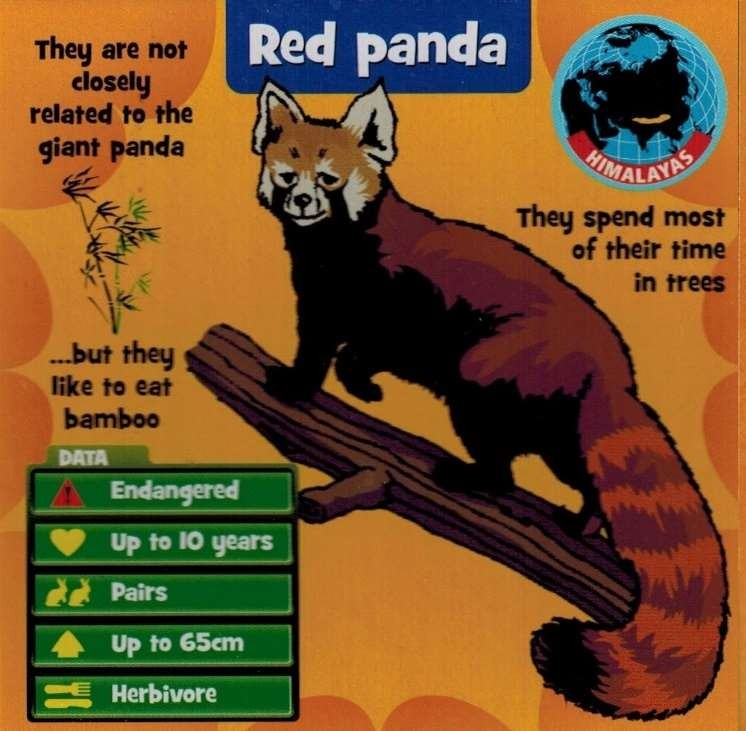 Red panda
They are not
closely
related to the
giant panda
HIMALAYAS
They spend most
of their time
in trees
...but they
like to eat
bamboo
DATA
Endangered
Up to 10 years
Pairs
Up to 65cm
Herbivore